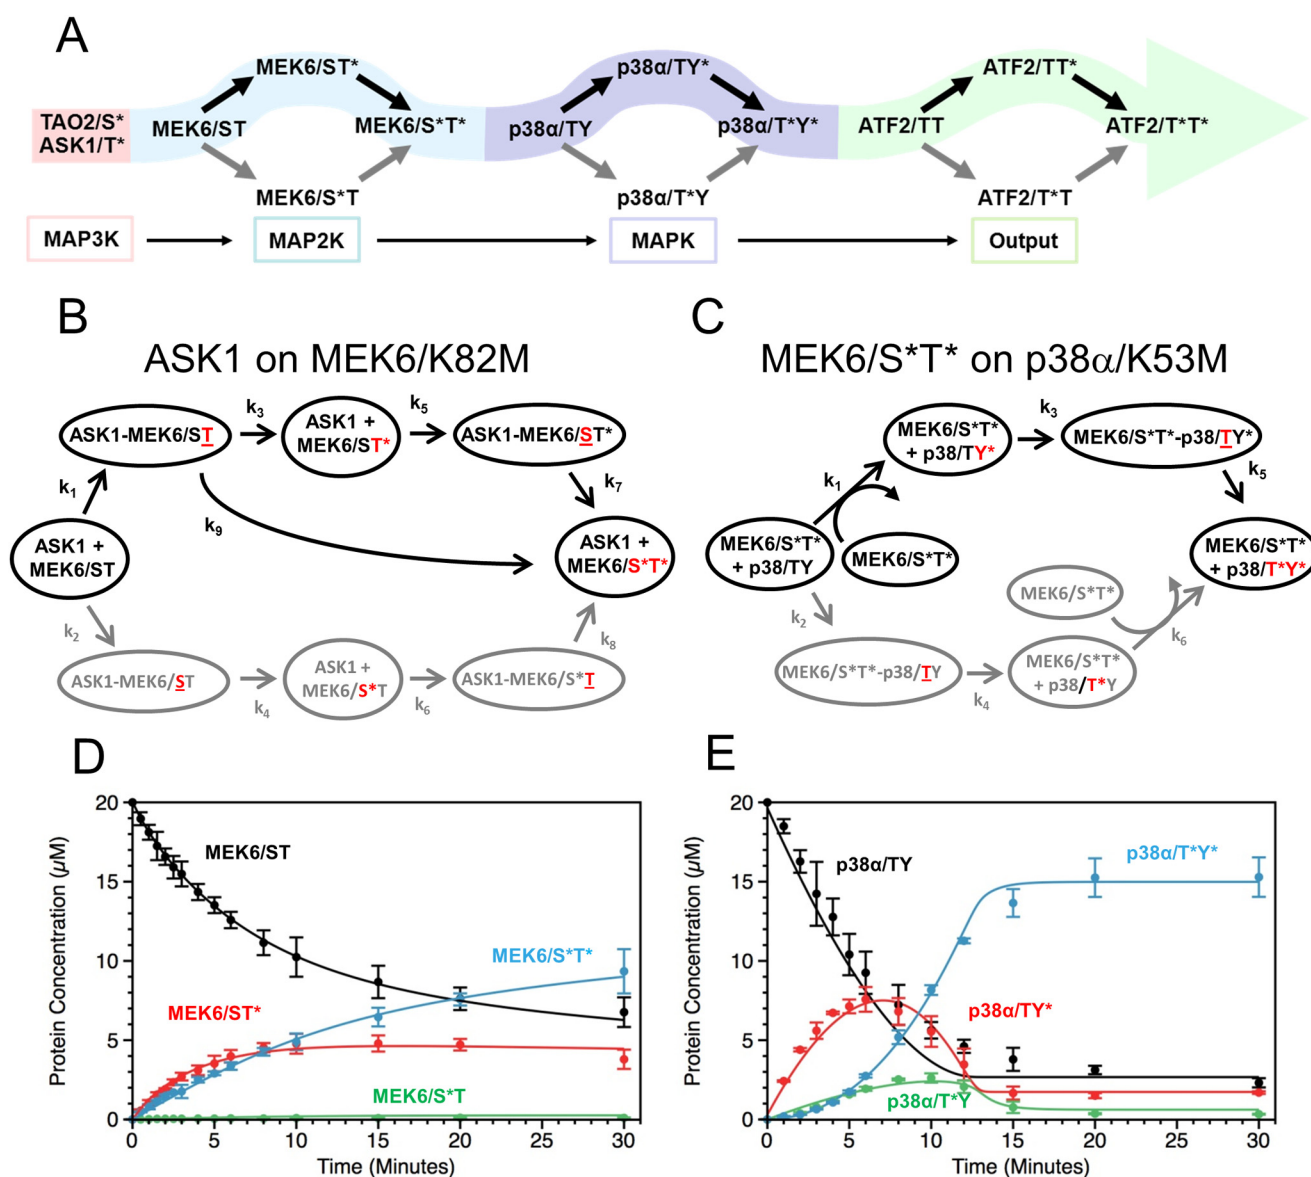 A
TAO2/S*
ASK1/T*
MEK6/ST
MEK6/ST*
MEK6/S*T*
MEK6/S*T
p38α/TY
p38α/TY*
p38α/T*Y*
p38α/T*Y
ATF2/TT
ATF2/TT*
ATF2/T*T*
ATF2/T*T
MAP3K
MAP2K
MAPK
Output
B
ASK1 on MEK6/K82M
ASK1 +
MEK6/ST
k1
ASK1-MEK6/ST
k3
ASK1 +
MEK6/ST*
k5
ASK1-MEK6/ST*
k7
k9
ASK1 +
MEK6/S*T*
k2
ASK1-MEK6/ST
k4
ASK1 +
MEK6/S*T
k6
ASK1-MEK6/S*T
k8
C
MEK6/S*T* on p38α/K53M
MEK6/S*T*
+ p38/TY
k1
MEK6/S*T*
MEK6/S*T*
+ p38/TY*
k3
MEK6/S*T*-p38/TY*
k5
MEK6/S*T*
+ p38/T*Y*
k2
MEK6/S*T*-p38/TY
k4
MEK6/S*T*
+ p38/T*Y
MEK6/S*T*
k6
D
Protein Concentration (µM)
20
15
10
5
0
MEK6/ST
MEK6/S*T*
MEK6/ST*
MEK6/S*T
0
10
20
30
Time (Minutes)
E
Protein Concentration (µM)
20
15
10
5
0
p38α/TY
p38α/T*Y*
p38α/TY*
p38α/T*Y
0
5
10
15
20
30
Time (Minutes)